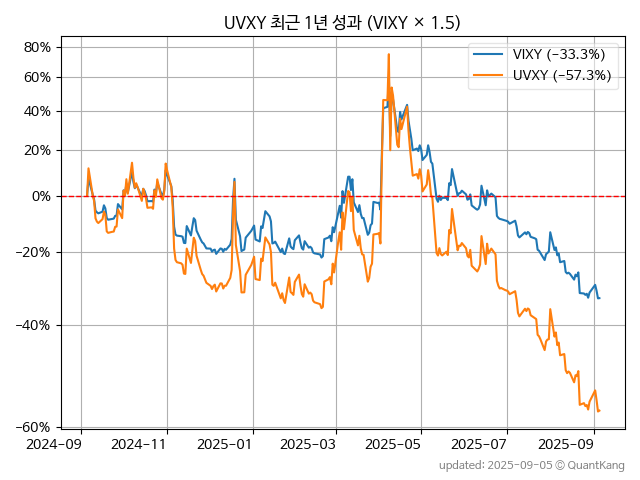 UVXY 최근 1년 성과 (VIXY × 1.5)
VIXY (−33.3%)
UVXY (−57.3%)
80%
60%
40%
20%
0%
−20%
−40%
−60%
2024-09 2024-11 2025-01 2025-03 2025-05 2025-07 2025-09
updated: 2025-09-05 © QuantKang